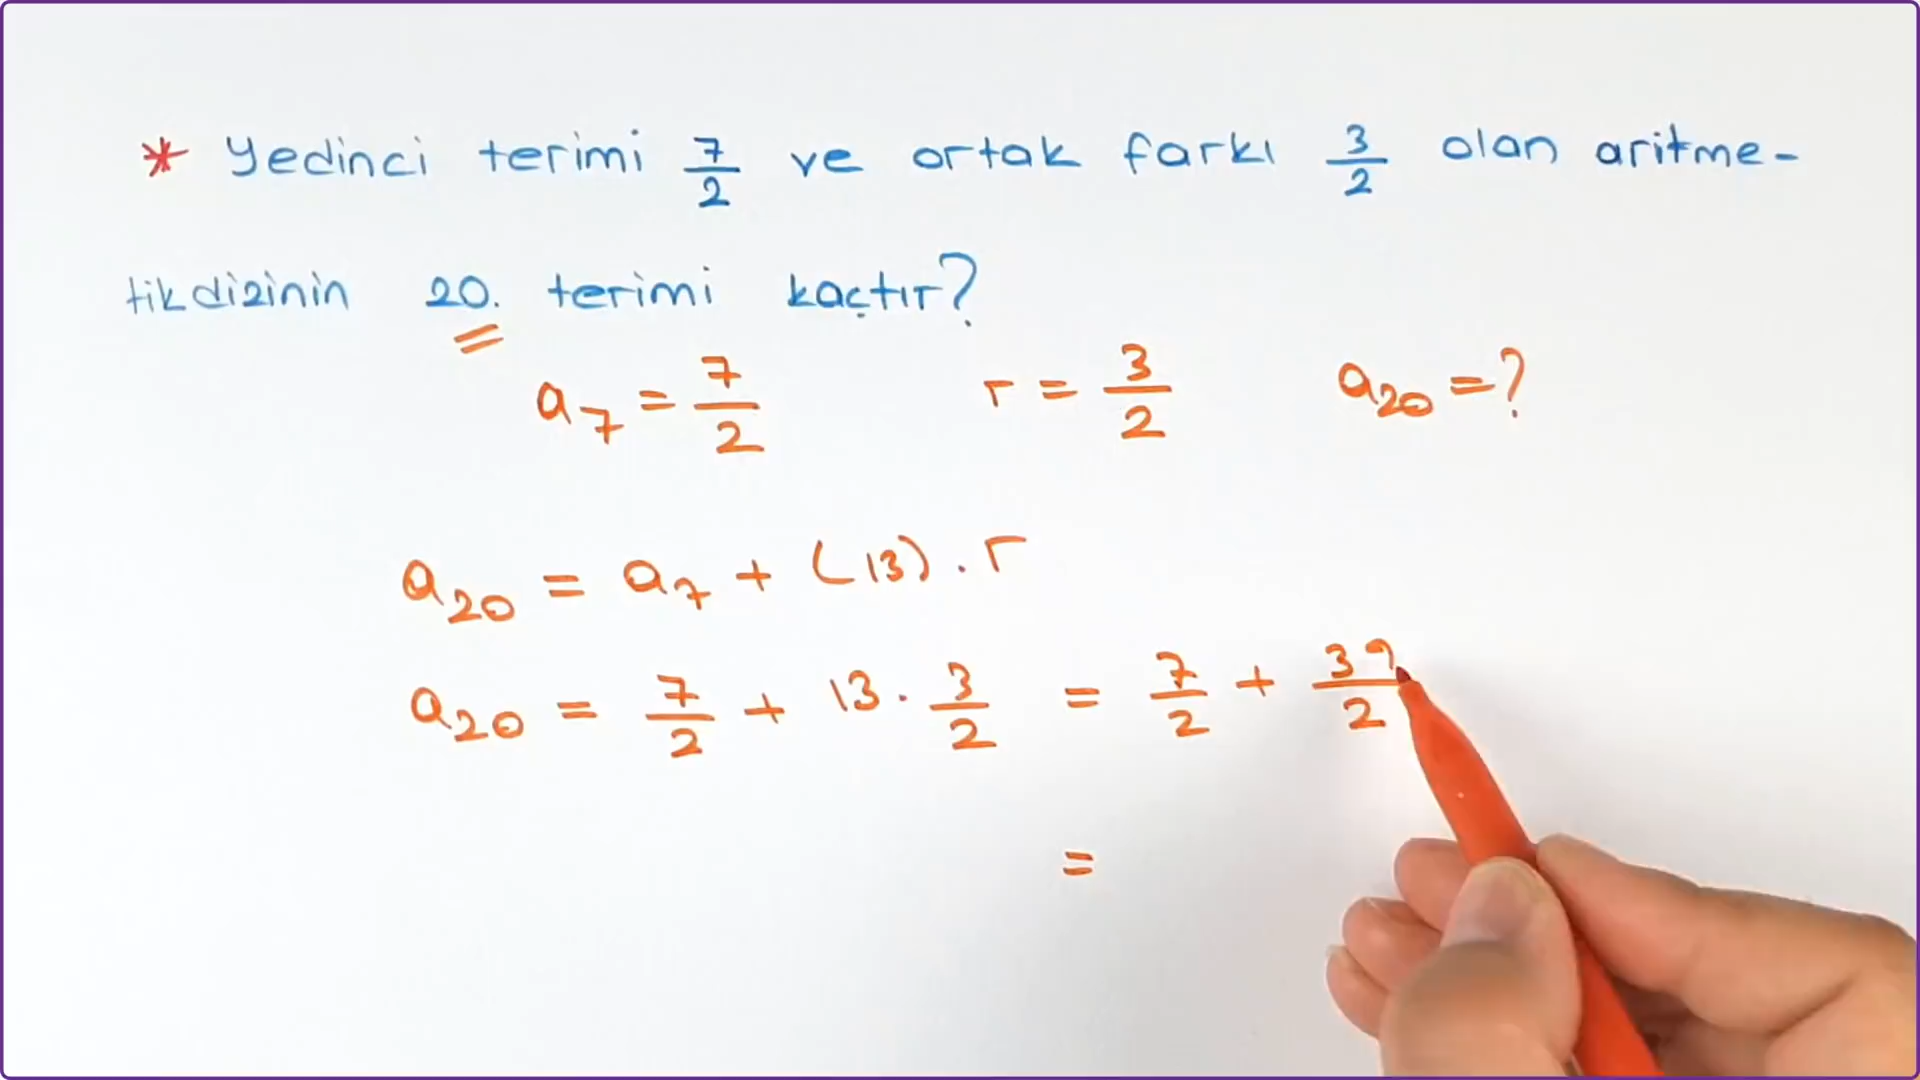 * Yedinci terimi 7/2 ve ortak farkı 3/2 olan aritme-
tikdizinin 20. terimi kaçtır?
a₇ = 7/2 r = 3/2 a₂₀ = ?
a₂₀ = a₇ + (13) . r
a₂₀ = 7/2 + 13 . 3/2 = 7/2 + 39/2
=